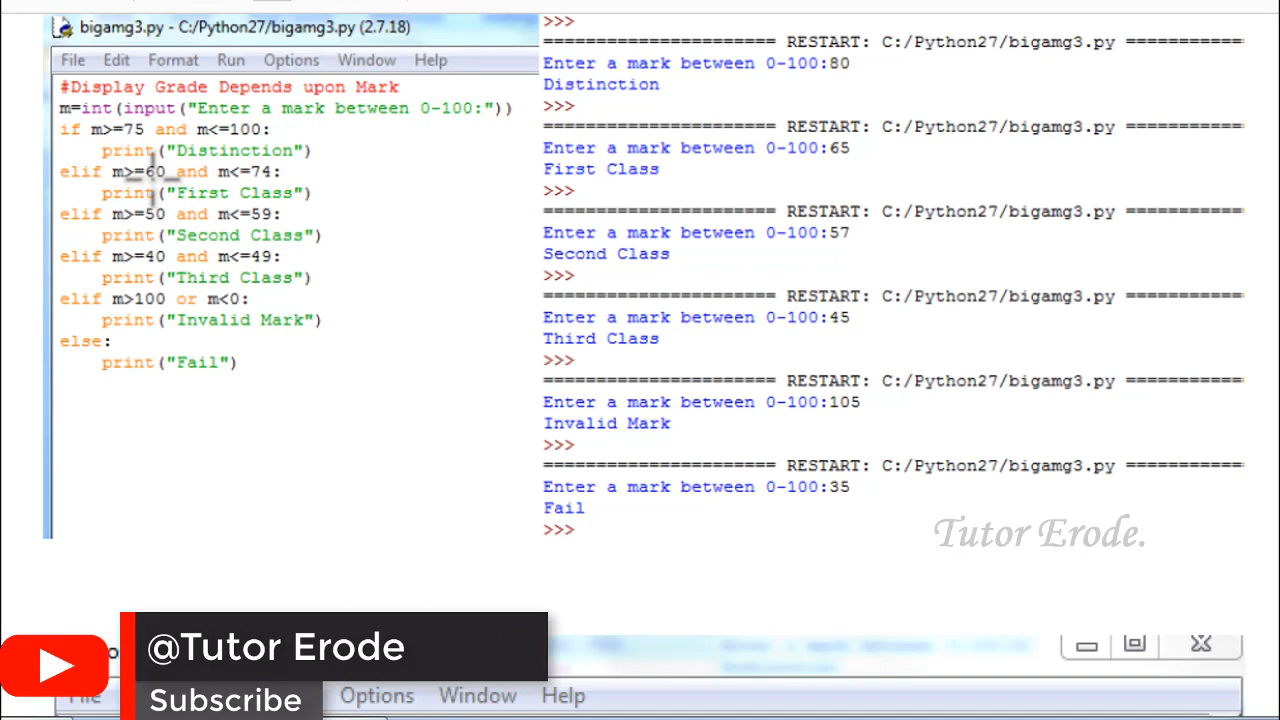 bigamg3.py - C:/Python27/bigamg3.py (2.7.18)
File Edit Format Run Options Window Help
#Display Grade Depends upon Mark
m=int(input("Enter a mark between 0-100:"))
if m>=75 and m<=100:
    print("Distinction")
elif m>=60 and m<=74:
    print("First Class")
elif m>=50 and m<=59:
    print("Second Class")
elif m>=40 and m<=49:
    print("Third Class")
elif m>100 or m<0:
    print("Invalid Mark")
else:
    print("Fail")
>>>
====================== RESTART: C:/Python27/bigamg3.py ===========
Enter a mark between 0-100:80
Distinction
>>>
====================== RESTART: C:/Python27/bigamg3.py ===========
Enter a mark between 0-100:65
First Class
>>>
====================== RESTART: C:/Python27/bigamg3.py ===========
Enter a mark between 0-100:57
Second Class
>>>
====================== RESTART: C:/Python27/bigamg3.py ===========
Enter a mark between 0-100:45
Third Class
>>>
====================== RESTART: C:/Python27/bigamg3.py ===========
Enter a mark between 0-100:105
Invalid Mark
>>>
====================== RESTART: C:/Python27/bigamg3.py ===========
Enter a mark between 0-100:35
Fail
>>>
Tutor Erode.
@Tutor Erode
Subscribe
File Options Window Help